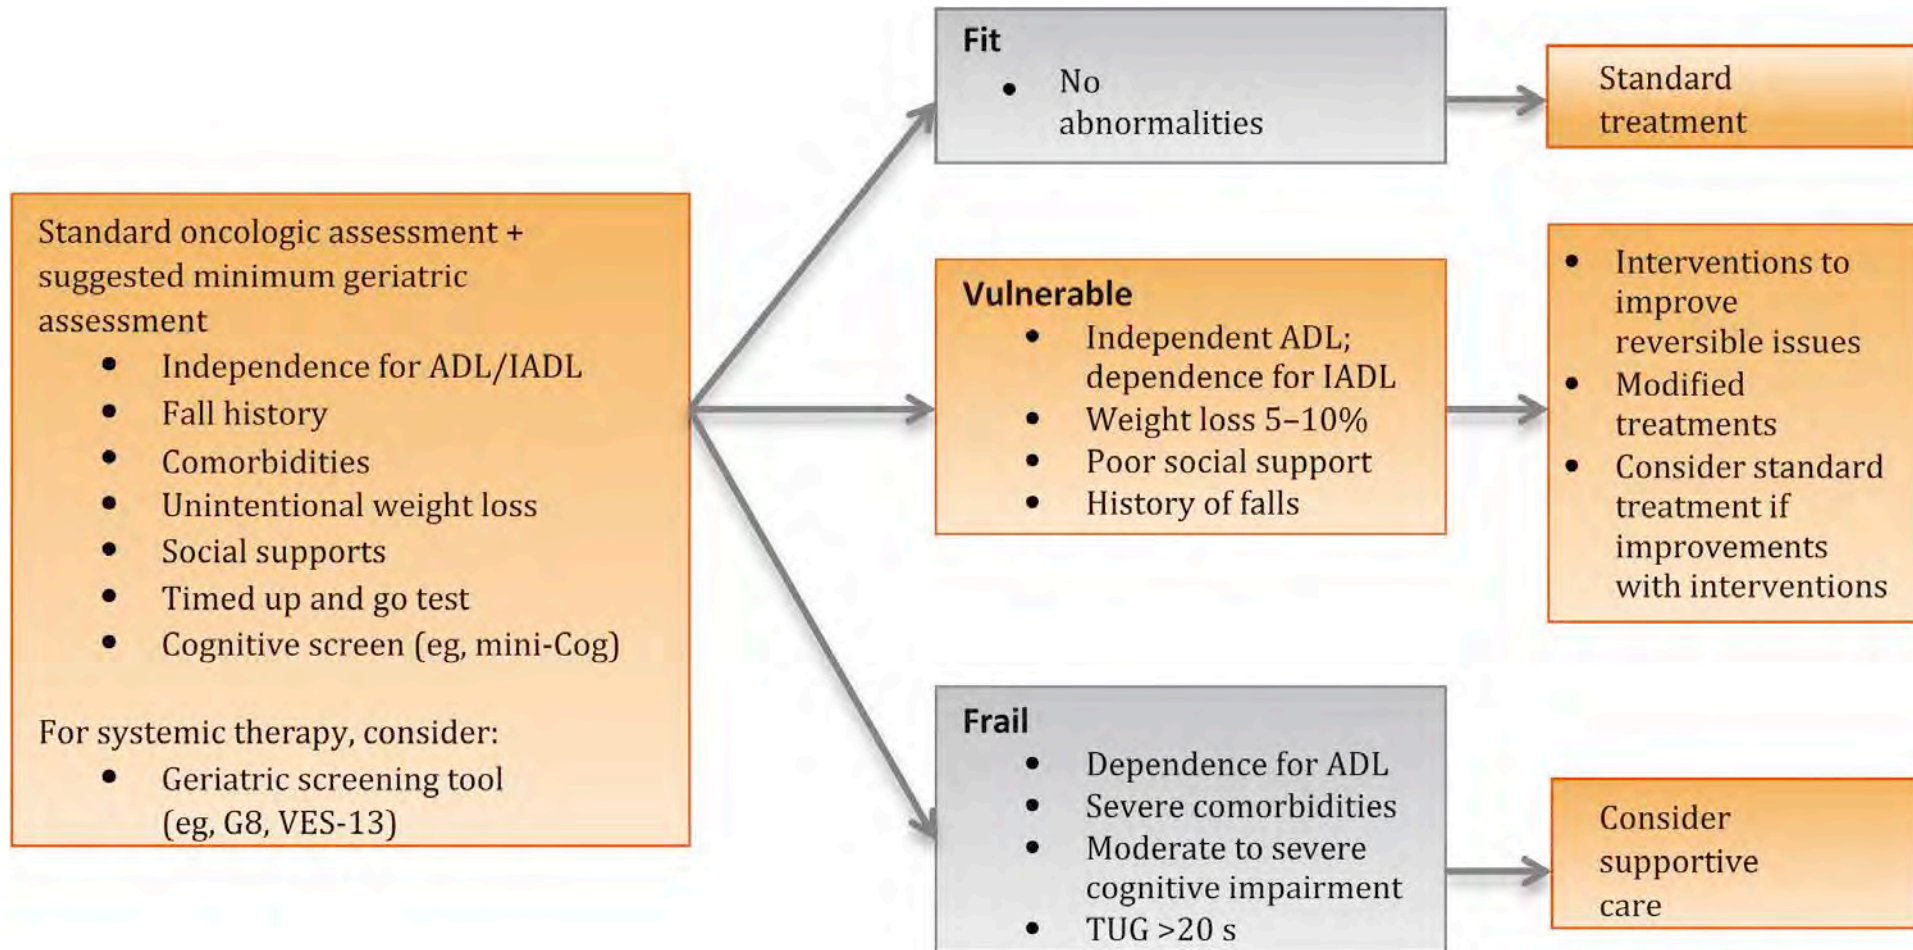 Standard oncologic assessment +
suggested minimum geriatric
assessment
• Independence for ADL/IADL
• Fall history
• Comorbidities
• Unintentional weight loss
• Social supports
• Timed up and go test
• Cognitive screen (eg, mini-Cog)
For systemic therapy, consider:
• Geriatric screening tool
(eg, G8, VES-13)
Fit
• No
abnormalities
Standard
treatment
Vulnerable
• Independent ADL;
dependence for IADL
• Weight loss 5–10%
• Poor social support
• History of falls
• Interventions to
improve
reversible issues
• Modified
treatments
• Consider standard
treatment if
improvements
with interventions
Frail
• Dependence for ADL
• Severe comorbidities
• Moderate to severe
cognitive impairment
• TUG >20 s
Consider
supportive
care